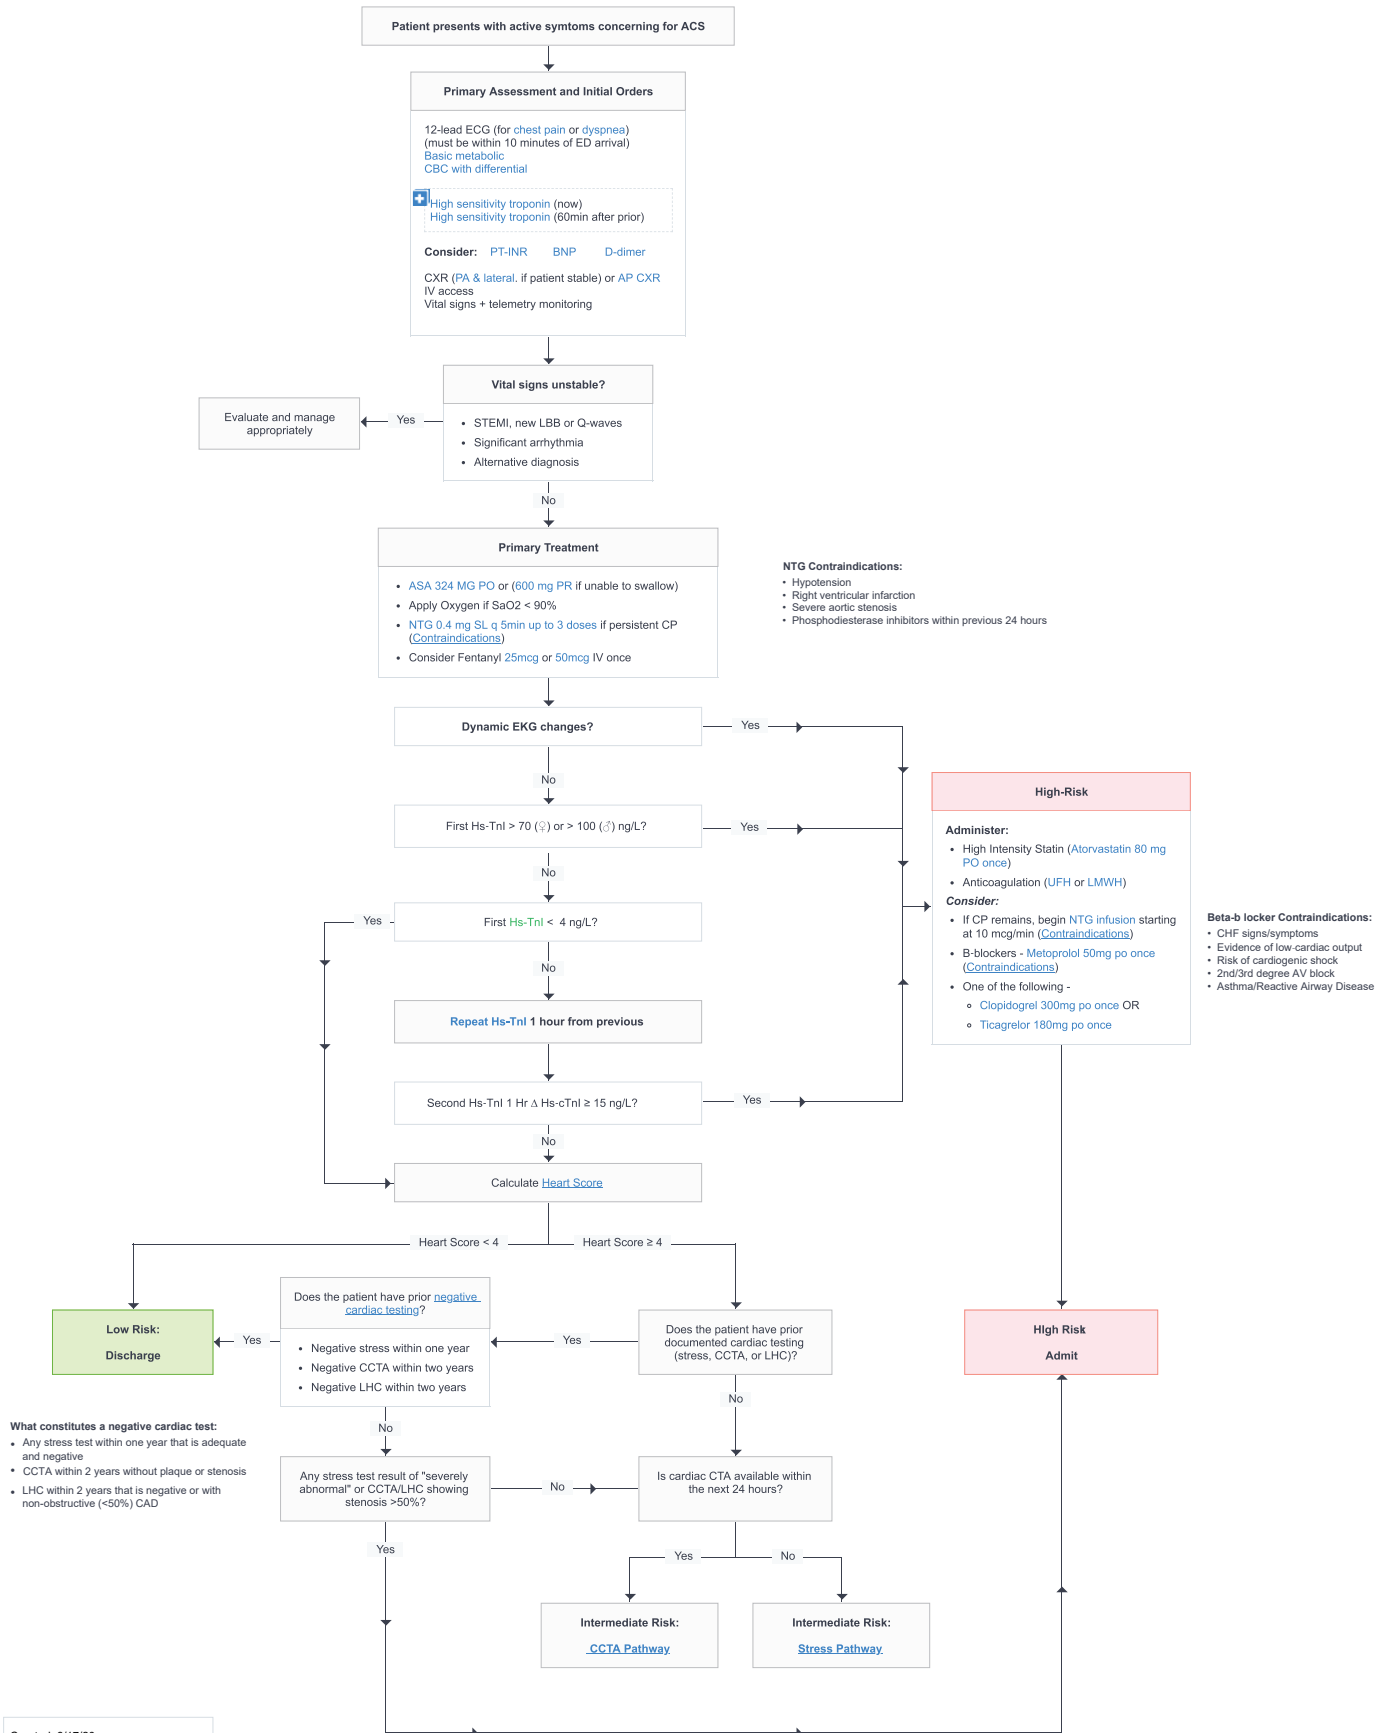 Patient presents with active symtoms concerning for ACS
Primary Assessment and Initial Orders
12-lead ECG (for chest pain or dyspnea)
(must be within 10 minutes of ED arrival)
Basic metabolic
CBC with differential
High sensitivity troponin (now)
High sensitivity troponin (60min after prior)
Consider: PT-INR BNP D-dimer
CXR (PA & lateral. if patient stable) or AP CXR
IV access
Vital signs + telemetry monitoring
Vital signs unstable?
• STEMI, new LBB or Q-waves
• Significant arrhythmia
• Alternative diagnosis
Yes
Evaluate and manage
appropriately
No
Primary Treatment
• ASA 324 MG PO or (600 mg PR if unable to swallow)
• Apply Oxygen if SaO2 < 90%
• NTG 0.4 mg SL q 5min up to 3 doses if persistent CP
(Contraindications)
• Consider Fentanyl 25mcg or 50mcg IV once
NTG Contraindications:
• Hypotension
• Right ventricular infarction
• Severe aortic stenosis
• Phosphodiesterase inhibitors within previous 24 hours
Dynamic EKG changes?
Yes
No
First Hs-TnI > 70 (♀) or > 100 (♂) ng/L?
Yes
No
First Hs-TnI < 4 ng/L?
Yes
No
Repeat Hs-TnI 1 hour from previous
Second Hs-TnI 1 Hr Δ Hs-cTnI ≥ 15 ng/L?
Yes
No
Calculate Heart Score
High-Risk
Administer:
• High Intensity Statin (Atorvastatin 80 mg
PO once)
• Anticoagulation (UFH or LMWH)
Consider:
• If CP remains, begin NTG infusion starting
at 10 mcg/min (Contraindications)
• B-blockers - Metoprolol 50mg po once
(Contraindications)
• One of the following -
Clopidogrel 300mg po once OR
Ticagrelor 180mg po once
Beta-b locker Contraindications:
• CHF signs/symptoms
• Evidence of low-cardiac output
• Risk of cardiogenic shock
• 2nd/3rd degree AV block
• Asthma/Reactive Airway Disease
Heart Score < 4
Heart Score ≥ 4
Low Risk:
Discharge
Yes
Does the patient have prior negative
cardiac testing?
• Negative stress within one year
• Negative CCTA within two years
• Negative LHC within two years
Yes
Does the patient have prior
documented cardiac testing
(stress, CCTA, or LHC)?
HIgh Risk
Admit
No
No
What constitutes a negative cardiac test:
• Any stress test within one year that is adequate
and negative
• CCTA within 2 years without plaque or stenosis
• LHC within 2 years that is negative or with
non-obstructive (<50%) CAD
Any stress test result of "severely
abnormal" or CCTA/LHC showing
stenosis >50%?
No
Is cardiac CTA available within
the next 24 hours?
Yes
Yes
No
Intermediate Risk:
CCTA Pathway
Intermediate Risk:
Stress Pathway